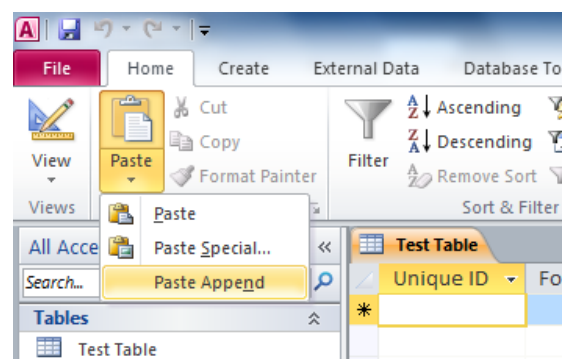 A
File Home Create External Data Database To
Cut
Copy
Format Painter
View
Paste
Filter
Ascending
Descending
Remove Sort
Views
Sort & Filter
Paste
Paste Special...
Paste Append
All Acce
Search...
Tables
Test Table
Test Table
Unique ID Fo